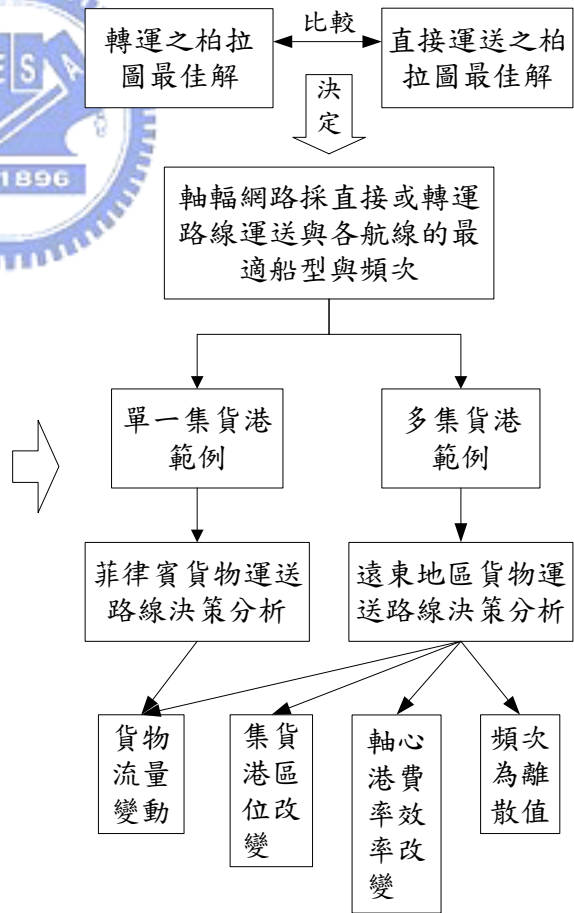 轉運之柏拉
圖最佳解
比較
直接運送之柏
拉圖最佳解
決
定
軸輻網路採直接或轉運
路線運送與各航線的最
適船型與頻次
單一集貨港
範例
多集貨港
範例
菲律賓貨物運送
路線決策分析
遠東地區貨物運
送路線決策分析
貨物
流量
變動
集貨
港區
位改
變
軸心
港費
率效
率改
變
頻次
為離
散值
ESA
1896